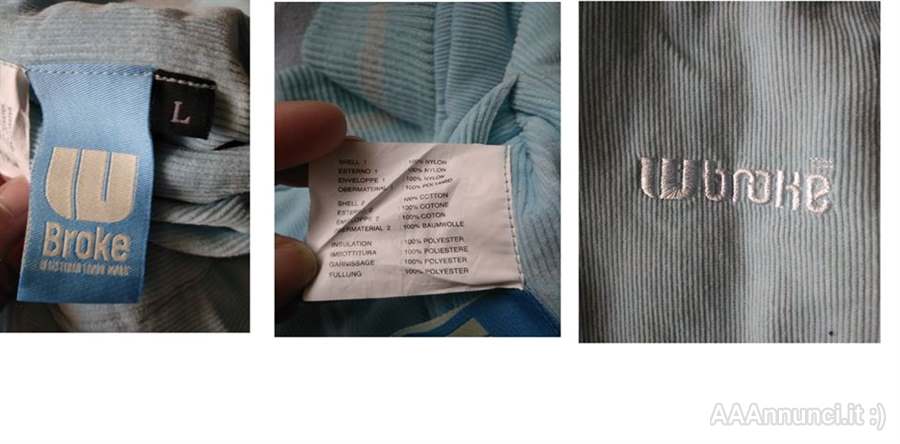 L
Broke
SHELL 1 : 100% NYLON
ESTERNO 1 : 100% NYLON
ENVELOPPE 1 : 100% NYLON
OBERMATERIAL 1 : 100%
SHELL 2 : 100% COTTON
ESTERNO 2 : 100% COTONE
ENVELOPPE 2 : 100% COTON
OBERMATERIAL 2 : 100% BAUMWOLLE
INSULATION : 100% POLYESTER
IMBOTTITURA : 100% POLIESTERE
GARNISSAGE : 100% POLYESTER
FULLUNG : 100% POLYESTER
broke
AAAnnunci.it :)